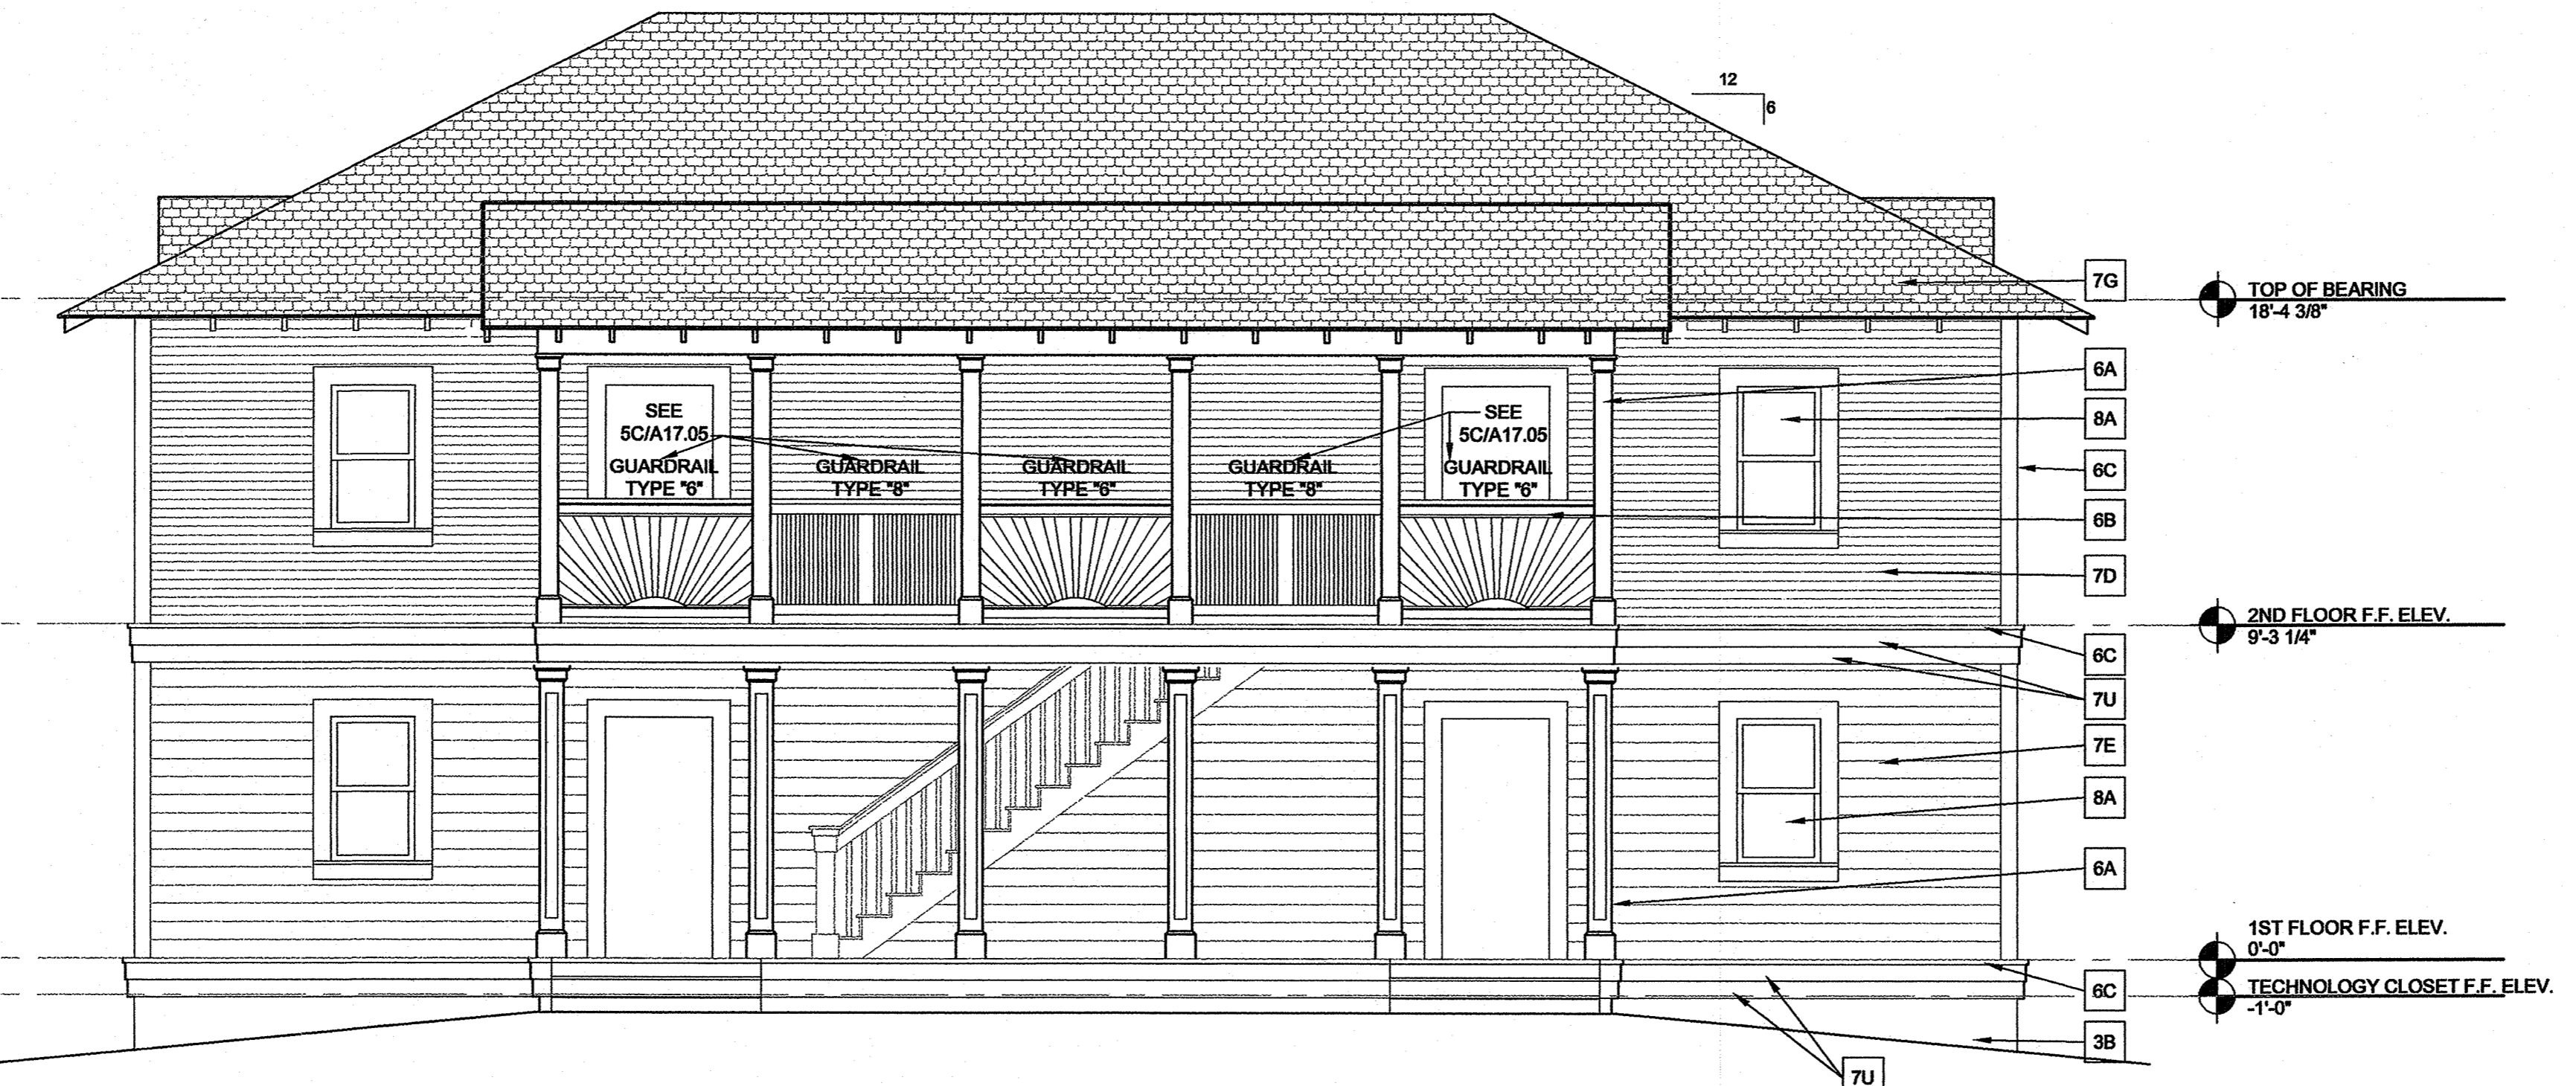 12
6
7G
TOP OF BEARING
18'-4 3/8"
6A
8A
SEE
5C/A17.05
SEE
5C/A17.05
GUARDRAIL
TYPE "6"
GUARDRAIL
TYPE "8"
GUARDRAIL
TYPE "6"
GUARDRAIL
TYPE "8"
GUARDRAIL
TYPE "6"
6C
6B
7D
2ND FLOOR F.F. ELEV.
9'-3 1/4"
6C
7U
7E
8A
6A
1ST FLOOR F.F. ELEV.
0'-0"
6C
TECHNOLOGY CLOSET F.F. ELEV.
-1'-0"
3B
7U